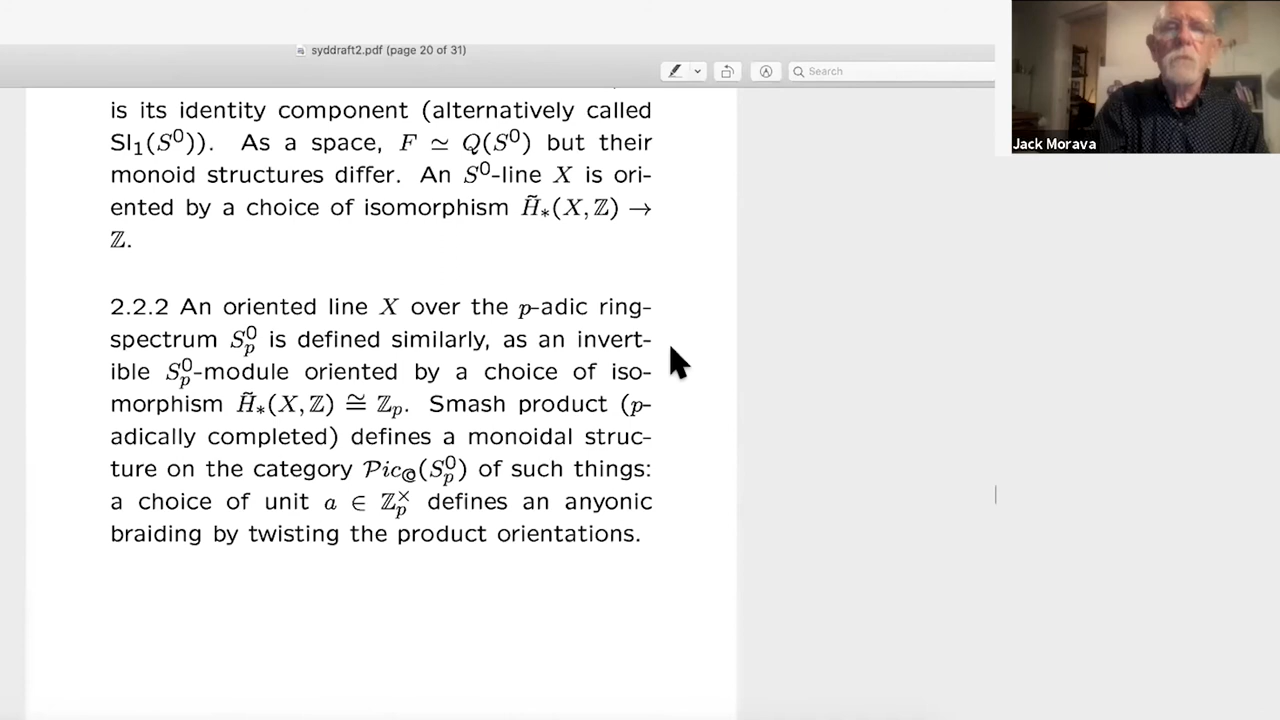 syddraft2.pdf (page 20 of 31)
Search
Jack Morava
is its identity component (alternatively called
SI₁(S⁰)). As a space, F ≃ Q(S⁰) but their
monoid structures differ. An S⁰-line X is ori-
ented by a choice of isomorphism H̃∗(X, ℤ) →
ℤ.
2.2.2 An oriented line X over the p-adic ring-
spectrum S⁰ₚ is defined similarly, as an invert-
ible S⁰ₚ-module oriented by a choice of iso-
morphism H̃∗(X, ℤ) ≅ ℤₚ. Smash product (p-
adically completed) defines a monoidal struc-
ture on the category 𝒫ic@(S⁰ₚ) of such things:
a choice of unit a ∈ ℤₚ^× defines an anyonic
braiding by twisting the product orientations.